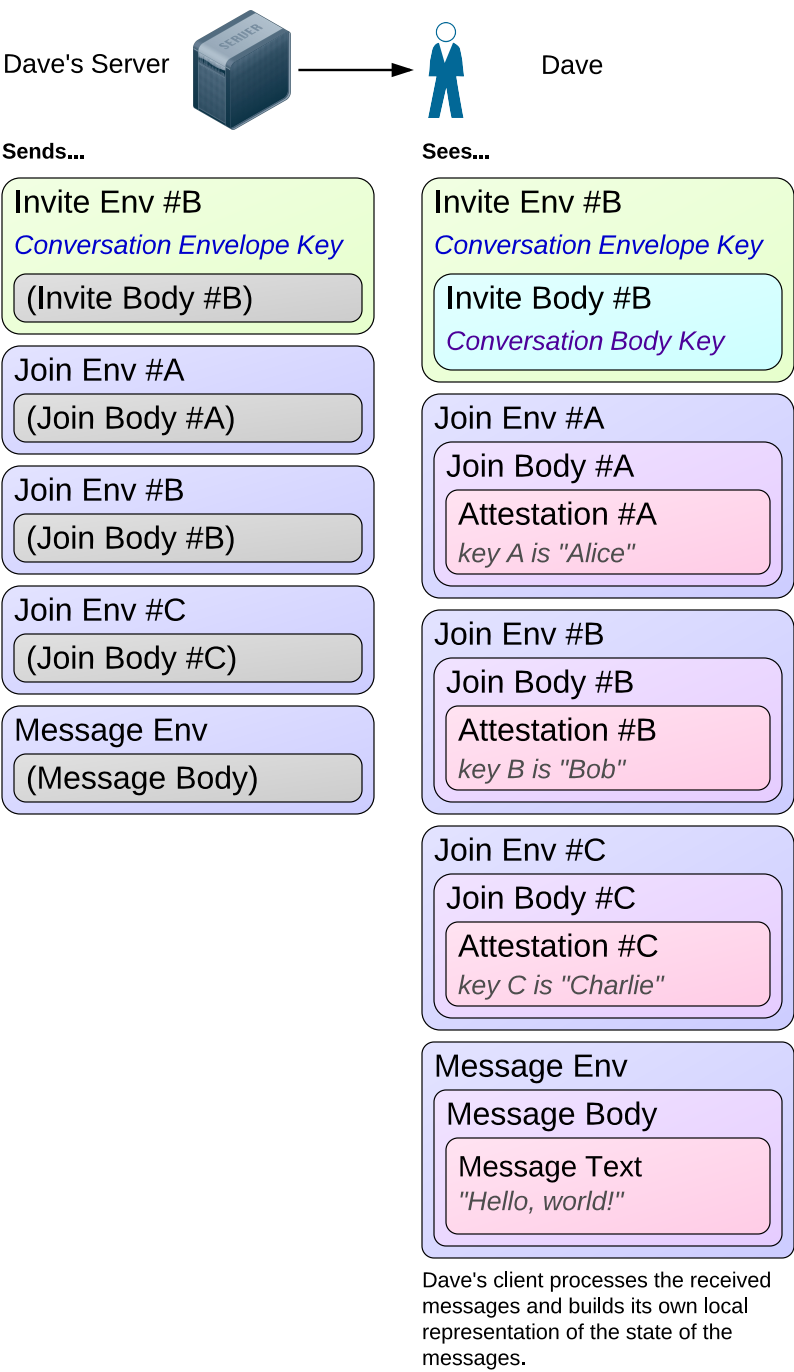 Dave's Server
SERVER
Dave
Sends...
Invite Env #B
Conversation Envelope Key
(Invite Body #B)
Join Env #A
(Join Body #A)
Join Env #B
(Join Body #B)
Join Env #C
(Join Body #C)
Message Env
(Message Body)
Sees...
Invite Env #B
Conversation Envelope Key
Invite Body #B
Conversation Body Key
Join Env #A
Join Body #A
Attestation #A
key A is "Alice"
Join Env #B
Join Body #B
Attestation #B
key B is "Bob"
Join Env #C
Join Body #C
Attestation #C
key C is "Charlie"
Message Env
Message Body
Message Text
"Hello, world!"
Dave's client processes the received
messages and builds its own local
representation of the state of the
messages.